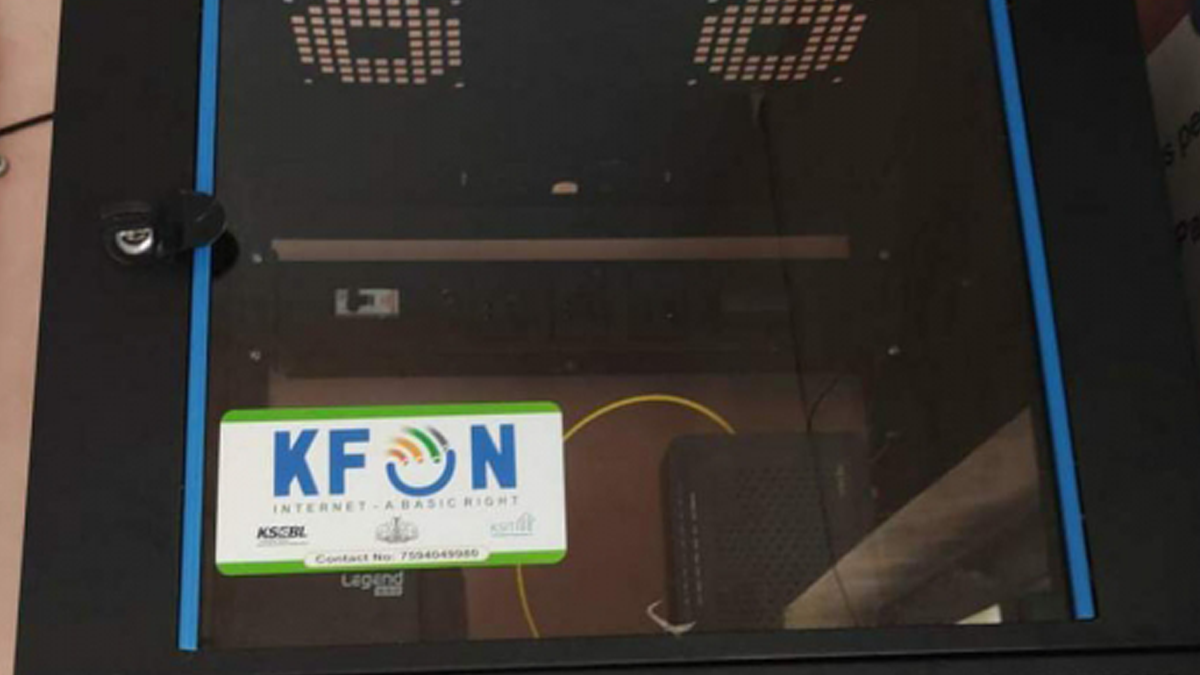 KFON
INTERNET - A BASIC RIGHT
KSEBL
KSITIL
Contact No: 7594049980
Legend